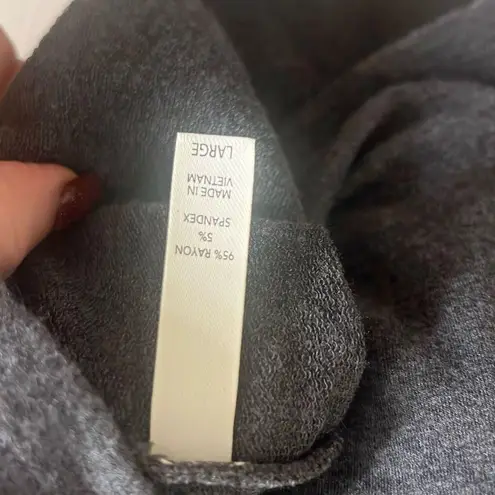 95% RAYON
5%
SPANDEX
MADE IN
VIETNAM
LARGE